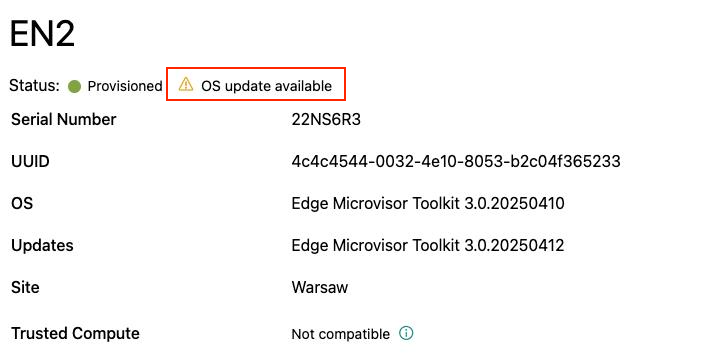 EN2
Status: Provisioned OS update available
Serial Number 22NS6R3
UUID 4c4c4544-0032-4e10-8053-b2c04f365233
OS Edge Microvisor Toolkit 3.0.20250410
Updates Edge Microvisor Toolkit 3.0.20250412
Site Warsaw
Trusted Compute Not compatible